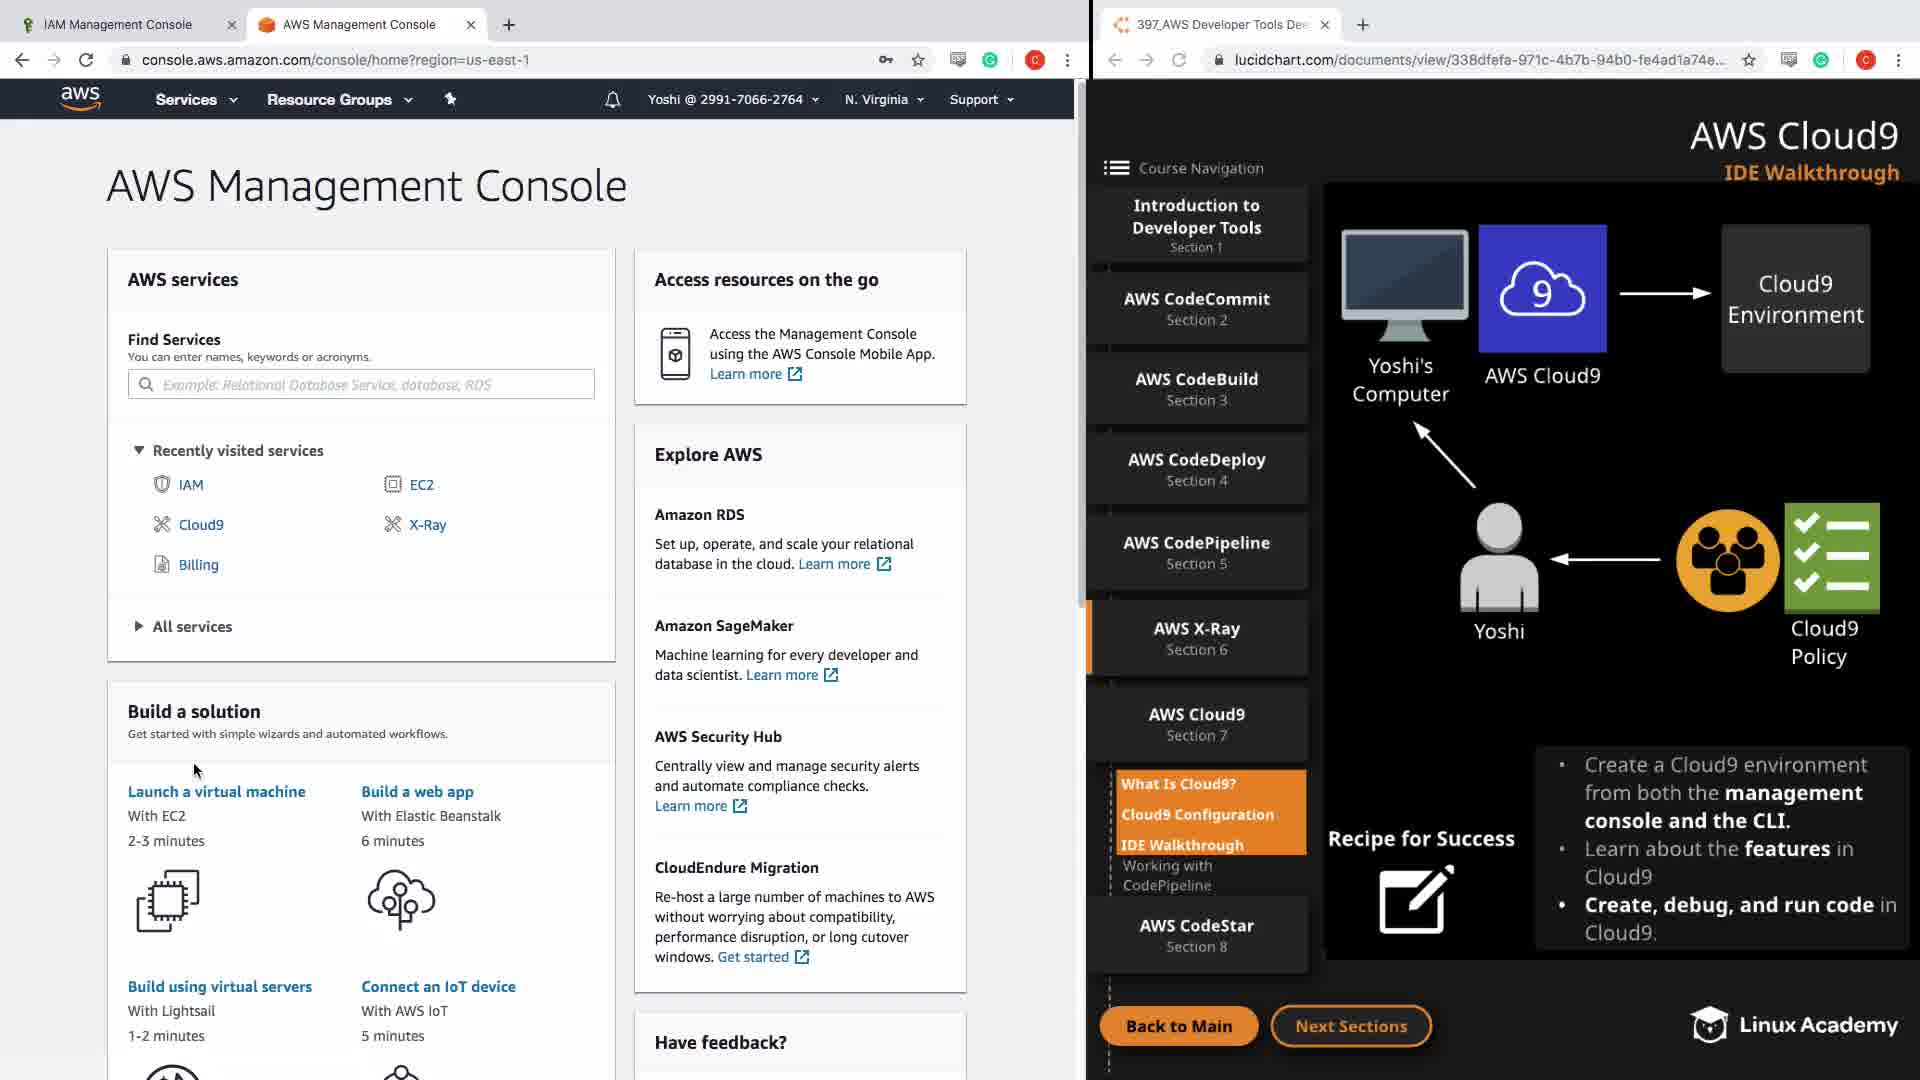 IAM Management Console
AWS Management Console
console.aws.amazon.com/console/home?region=us-east-1
C
aws
Services
Resource Groups
Yoshi @ 2991-7066-2764
N. Virginia
Support
AWS Management Console
AWS services
Find Services
You can enter names, keywords or acronyms.
Example: Relational Database Service, database, RDS
Recently visited services
IAM
EC2
Cloud9
X-Ray
Billing
All services
Build a solution
Get started with simple wizards and automated workflows.
Launch a virtual machine
With EC2
2-3 minutes
Build a web app
With Elastic Beanstalk
6 minutes
Build using virtual servers
With Lightsail
1-2 minutes
Connect an IoT device
With AWS IoT
5 minutes
Access resources on the go
Access the Management Console
using the AWS Console Mobile App.
Learn more
Explore AWS
Amazon RDS
Set up, operate, and scale your relational
database in the cloud. Learn more
Amazon SageMaker
Machine learning for every developer and
data scientist. Learn more
AWS Security Hub
Centrally view and manage security alerts
and automate compliance checks.
Learn more
CloudEndure Migration
Re-host a large number of machines to AWS
without worrying about compatibility,
performance disruption, or long cutover
windows. Get started
Have feedback?
397_AWS Developer Tools Dee
lucidchart.com/documents/view/338dfefa-971c-4b7b-94b0-fe4ad1a74e...
C
AWS Cloud9
IDE Walkthrough
Course Navigation
Introduction to
Developer Tools
Section 1
AWS CodeCommit
Section 2
AWS CodeBuild
Section 3
AWS CodeDeploy
Section 4
AWS CodePipeline
Section 5
AWS X-Ray
Section 6
AWS Cloud9
Section 7
What Is Cloud9?
Cloud9 Configuration
IDE Walkthrough
Working with
CodePipeline
AWS CodeStar
Section 8
Back to Main
Next Sections
Yoshi's
Computer
9
AWS Cloud9
Cloud9
Environment
Yoshi
Cloud9
Policy
Recipe for Success
• Create a Cloud9 environment
from both the management
console and the CLI.
• Learn about the features in
Cloud9
• Create, debug, and run code in
Cloud9.
Linux Academy